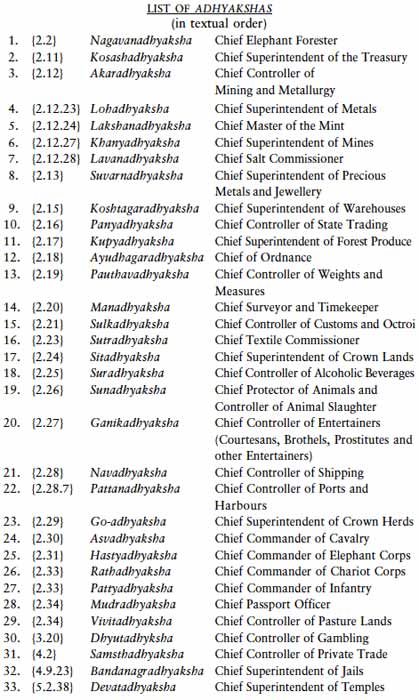 LIST OF ADHYAKSHAS
(in textual order)
1. {2.2} Nagavanadhyaksha Chief Elephant Forester
2. {2.11} Kosashadhyaksha Chief Superintendent of the Treasury
3. {2.12} Akaradhyaksha Chief Controller of
Mining and Metallurgy
4. {2.12.23} Lohadhyaksha Chief Superintendent of Metals
5. {2.12.24} Lakshanadhyaksha Chief Master of the Mint
6. {2.12.27} Khanyadhyaksha Chief Superintendent of Mines
7. {2.12.28} Lavanadhyaksha Chief Salt Commissioner
8. {2.13} Suvarnadhyaksha Chief Superintendent of Precious
Metals and Jewellery
9. {2.15} Koshtagaradhyaksha Chief Superintendent of Warehouses
10. {2.16} Panyadhyaksha Chief Controller of State Trading
11. {2.17} Kupyadhyaksha Chief Superintendent of Forest Produce
12. {2.18} Ayudhagaradhyaksha Chief of Ordnance
13. {2.19} Pauthavadhyaksha Chief Controller of Weights and
Measures
14. {2.20} Manadhyaksha Chief Surveyor and Timekeeper
15. {2.21} Sulkadhyaksha Chief Controller of Customs and Octroi
16. {2.23} Sutradhyaksha Chief Textile Commissioner
17. {2.24} Sitadhyaksha Chief Superintendent of Crown Lands
18. {2.25} Suradhyaksha Chief Controller of Alcoholic Beverages
19. {2.26} Sunadhyaksha Chief Protector of Animals and
Controller of Animal Slaughter
20. {2.27} Ganikadhyaksha Chief Controller of Entertainers
(Courtesans, Brothels, Prostitutes and
other Entertainers)
21. {2.28} Navadhyaksha Chief Controller of Shipping
22. {2.28.7} Pattanadhyaksha Chief Controller of Ports and
Harbours
23. {2.29} Go-adhyaksha Chief Superintendent of Crown Herds
24. {2.30} Asvadhyaksha Chief Commander of Cavalry
25. {2.31} Hastyadhyaksha Chief Commander of Elephant Corps
26. {2.33} Rathadhyaksha Chief Commander of Chariot Corps
27. {2.33} Pattyadhyaksha Chief Commander of Infantry
28. {2.34} Mudradhyaksha Chief Passport Officer
29. {2.34} Vivitadhyaksha Chief Controller of Pasture Lands
30. {3.20} Dhyutadhyksha Chief Controller of Gambling
31. {4.2} Samsthadhyaksha Chief Controller of Private Trade
32. {4.9.23} Bandanagradhyaksha Chief Superintendent of Jails
33. {5.2.38} Devatadhyaksha Chief Superintendent of Temples